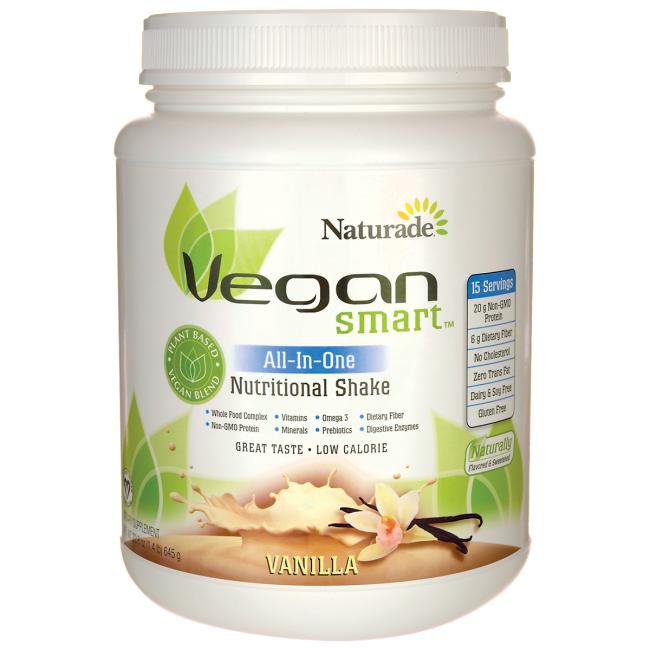 Naturade
Vegan
smart™
All-In-One
Nutritional Shake
PLANT BASED
VEGAN BLEND
• Whole Food Complex • Vitamins • Omega 3 • Dietary Fiber
• Non-GMO Protein • Minerals • Prebiotics • Digestive Enzymes
GREAT TASTE • LOW CALORIE
15 Servings
20 g Non-GMO
Protein
6 g Dietary Fiber
No Cholesterol
Zero Trans Fat
Dairy & Soy Free
Gluten Free
Naturally
Flavored & Sweetened
VANILLA
SUPPLEMENT
645 g